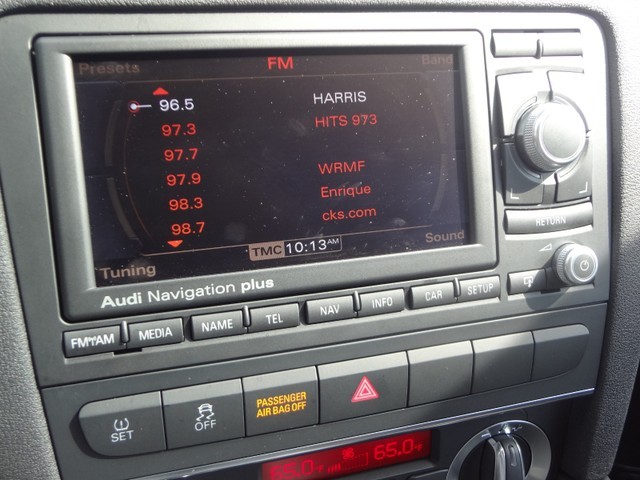 Presets FM Band
96.5 HARRIS
97.3 HITS 973
97.7
97.9 WRMF
98.3 Enrique
98.7 cks.com
TMC 10:13AM
Tuning Sound
Audi Navigation plus
RETURN
FM/AM MEDIA NAME TEL NAV INFO CAR SETUP
SET
OFF
PASSENGER
AIR BAG OFF
65.0°F 65.0°F